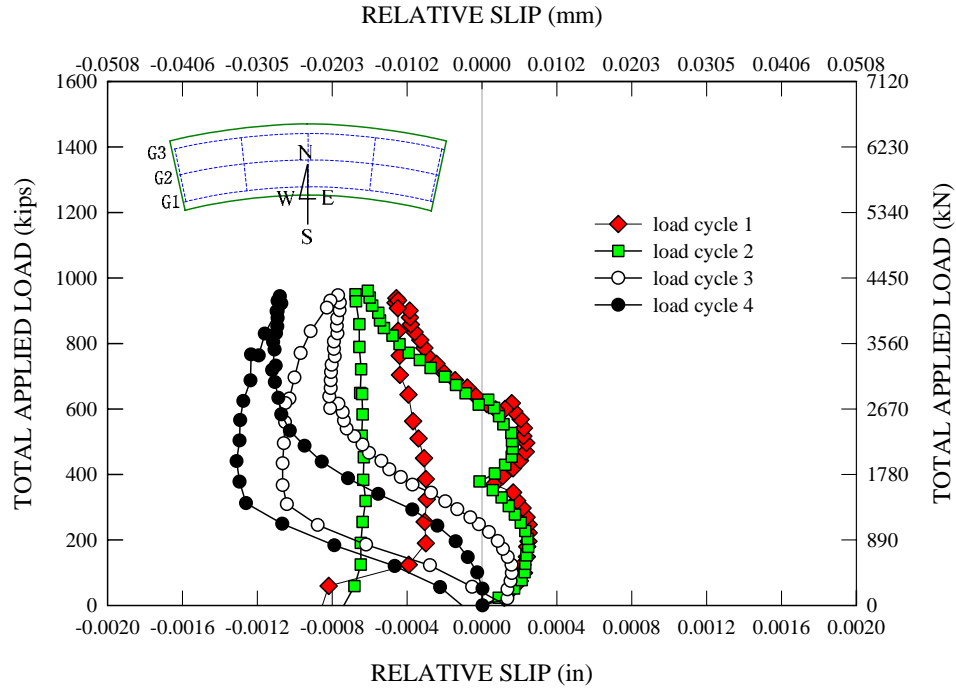 RELATIVE SLIP (mm)
-0.0508 -0.0406 -0.0305 -0.0203 -0.0102 0.0000 0.0102 0.0203 0.0305 0.0406 0.0508
1600 7120
1400 6230
1200 5340
1000 4450
800 3560
600 2670
400 1780
200 890
0 0
TOTAL APPLIED LOAD (kips)
TOTAL APPLIED LOAD (kN)
G3
G2
G1
N
W E
S
load cycle 1
load cycle 2
load cycle 3
load cycle 4
-0.0020 -0.0016 -0.0012 -0.0008 -0.0004 0.0000 0.0004 0.0008 0.0012 0.0016 0.0020
RELATIVE SLIP (in)